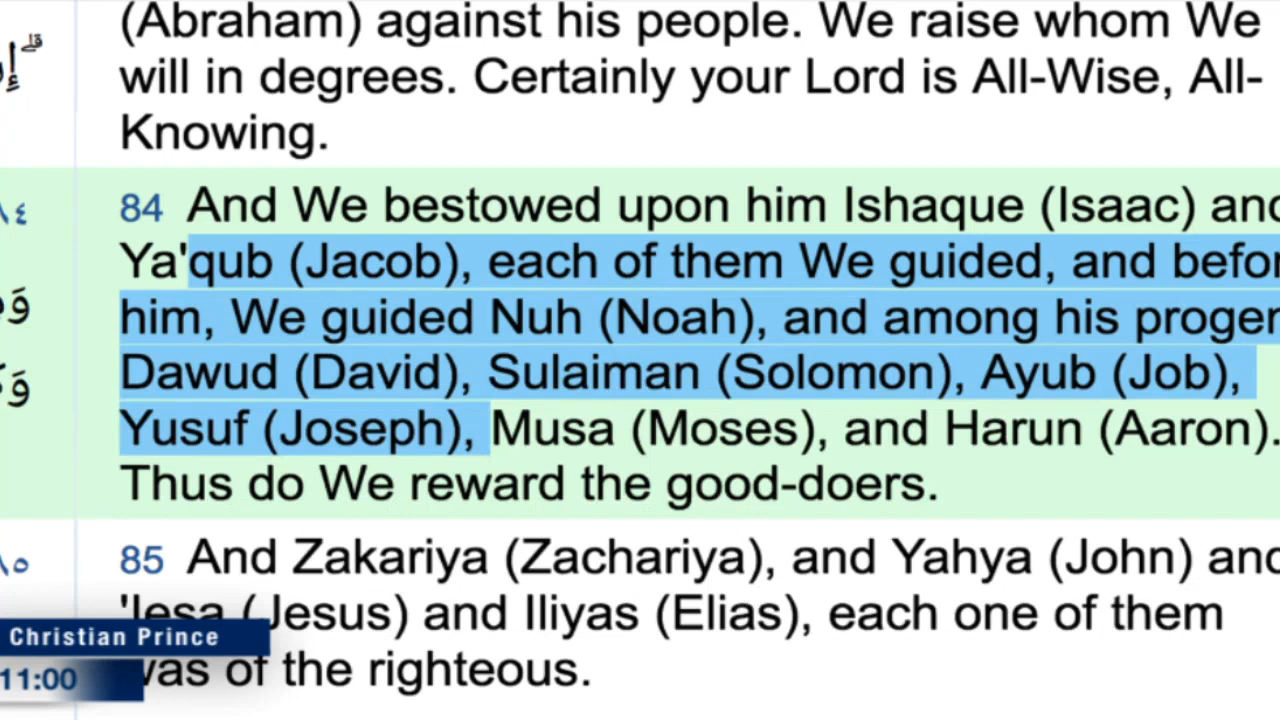 (Abraham) against his people. We raise whom We
will in degrees. Certainly your Lord is All-Wise, All-
Knowing.
84 And We bestowed upon him Ishaque (Isaac)
Ya'qub (Jacob), each of them We guided, and
him, We guided Nuh (Noah), and among his
Dawud (David), Sulaiman (Solomon), Ayub (Job),
Yusuf (Joseph), Musa (Moses), and Harun (Aaron).
Thus do We reward the good-doers.
85 And Zakariya (Zachariya), and Yahya (John)
'Iesa (Jesus) and Iliyas (Elias), each one of them
was of the righteous.
Christian Prince
11:00